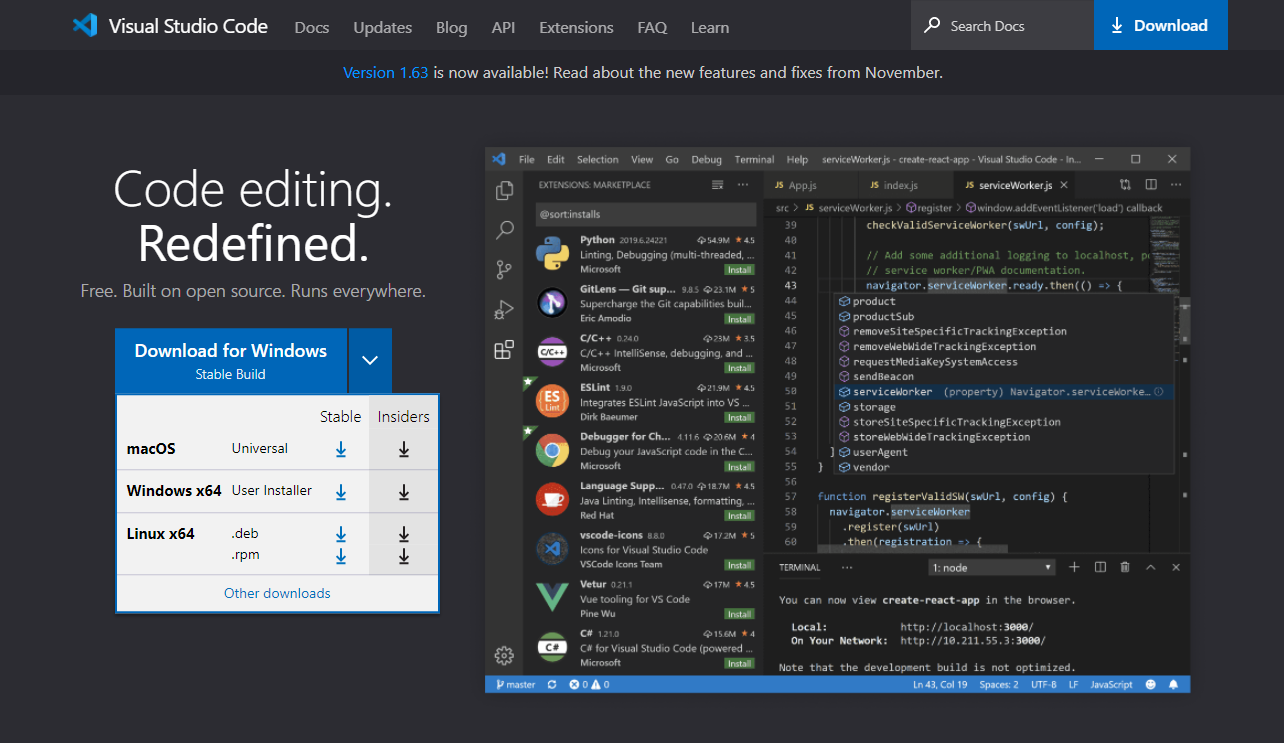 Visual Studio Code Docs Updates Blog API Extensions FAQ Learn Search Docs Download
Version 1.63 is now available! Read about the new features and fixes from November.
Code editing.
Redefined.
Free. Built on open source. Runs everywhere.
Download for Windows
Stable Build
Stable Insiders
macOS Universal
Windows x64 User Installer
Linux x64 .deb
.rpm
Other downloads
File Edit Selection View Go Debug Terminal Help serviceWorker.js - create-react-app - Visual Studio Code - In...
EXTENSIONS: MARKETPLACE
@sort:installs
Python 2019.6.24221 54.9M 4.5
Linting, Debugging (multi-threaded, ...
Microsoft Install
GitLens — Git sup... 9.8.5 23.1M 5
Supercharge the Git capabilities buil...
Eric Amodio Install
C/C++ 0.24.0 23M 3.5
C/C++ IntelliSense, debugging, and ...
Microsoft Install
ESLint 1.9.0 21.9M 4.5
Integrates ESLint JavaScript into VS ...
Dirk Baeumer Install
Debugger for Ch... 4.11.6 20.6M 4
Debug your JavaScript code in the C...
Microsoft Install
Language Supp... 0.47.0 18.7M 4.5
Java Linting, Intellisense, formatting, ...
Red Hat Install
vscode-icons 8.8.0 17.2M 5
Icons for Visual Studio Code
VSCode Icons Team Install
Vetur 0.21.1 17M 4.5
Vue tooling for VS Code
Pine Wu Install
C# 1.21.0 15.6M 4
C# for Visual Studio Code (powered ...
Microsoft Install
C/C++
ES
Lint
C#
JS App.js JS index.js JS serviceWorker.js
src > JS serviceWorker.js > register > window.addEventListener('load') callback
39 checkValidServiceWorker(swUrl, config);
40
41 // Add some additional logging to localhost,
42 // service worker/PWA documentation.
43 navigator.serviceWorker.ready.then(() => {
44 product
45 productSub
46 removeSiteSpecificTrackingException
47 removeWebWideTrackingException
48 requestMediaKeySystemAccess
49 sendBeacon
50 serviceWorker (property) Navigator.serviceWorke...
51 storage
52 storeSiteSpecificTrackingException
53 storeWebWideTrackingException
54 } userAgent
55 } vendor
56
57 function registerValidSW(swUrl, config) {
58 navigator.serviceWorker
59 .register(swUrl)
60 .then(registration => {
TERMINAL ... 1: node
You can now view create-react-app in the browser.
Local: http://localhost:3000/
On Your Network: http://10.211.55.3:3000/
Note that the development build is not optimized.
master 0 0 Ln 43, Col 19 Spaces: 2 UTF-8 LF JavaScript